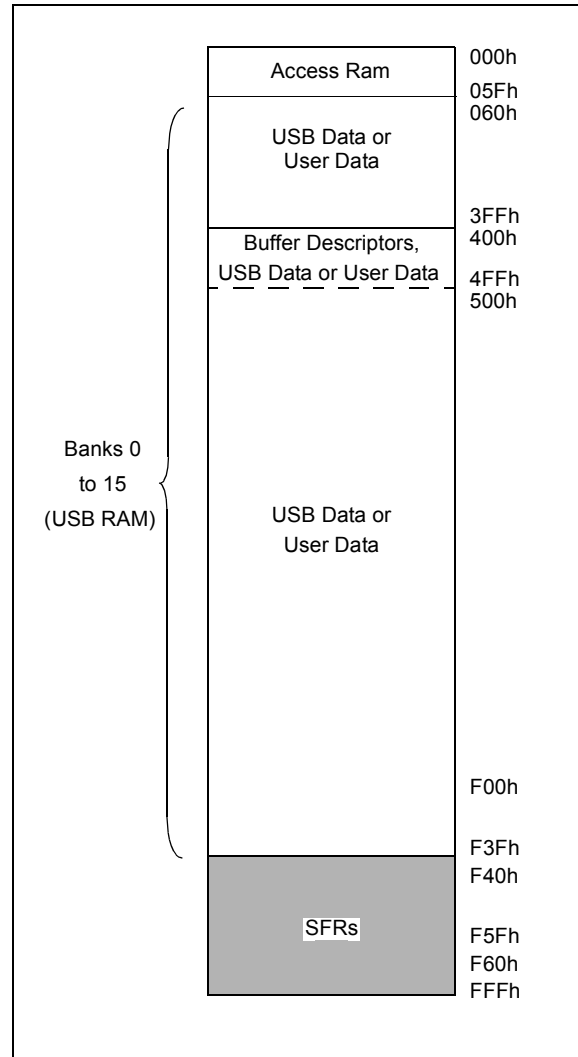 000h
Access Ram
05Fh
060h
USB Data or
User Data
3FFh
400h
Buffer Descriptors,
USB Data or User Data
4FFh
500h
Banks 0
to 15
(USB RAM)
USB Data or
User Data
F00h
F3Fh
F40h
SFRs
F5Fh
F60h
FFFh